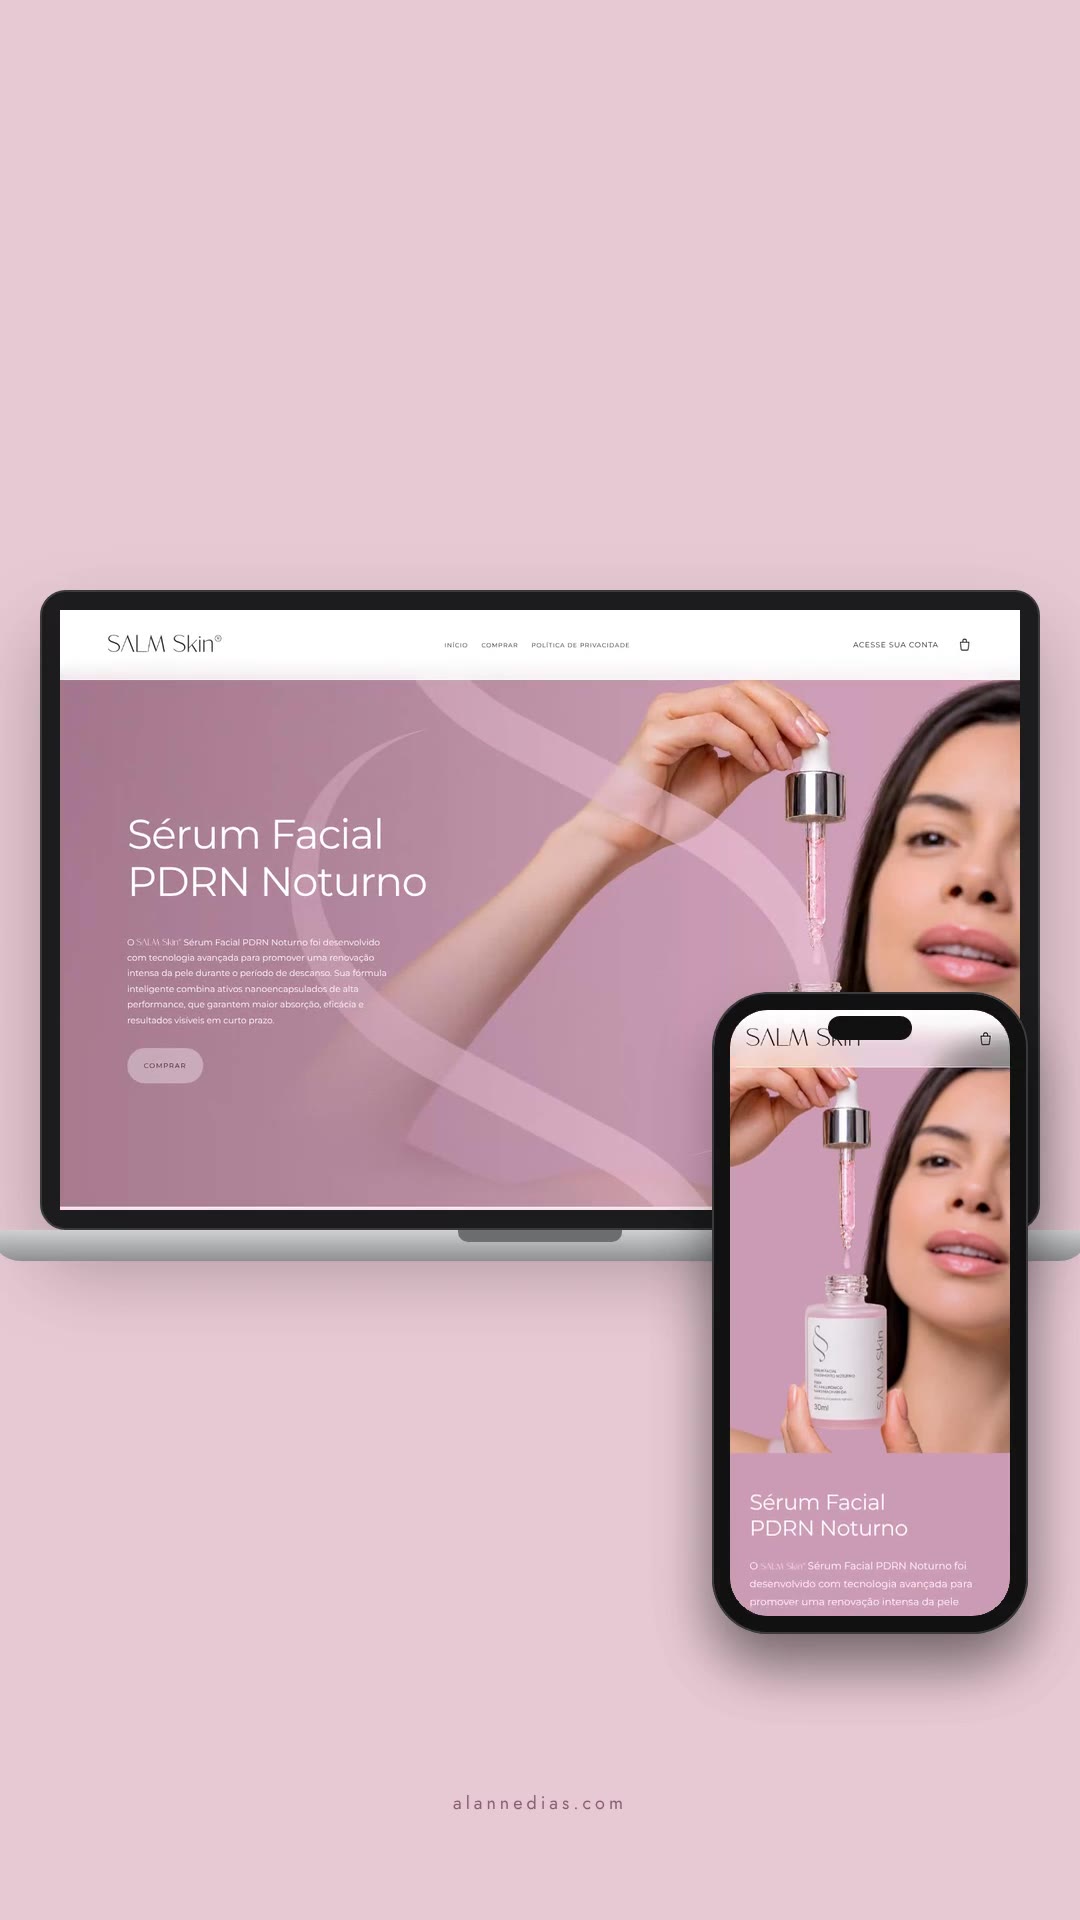 SALM Skin®
INÍCIO COMPRAR POLÍTICA DE PRIVACIDADE
ACESSE SUA CONTA
Sérum Facial
PDRN Noturno
O SALM Skin® Sérum Facial PDRN Noturno foi desenvolvido
com tecnologia avançada para promover uma renovação
intensa da pele durante o período de descanso. Sua fórmula
inteligente combina ativos nanoencapsulados de alta
performance, que garantem maior absorção, eficácia e
resultados visíveis em curto prazo.
COMPRAR
SALM Skin
SALM Skin
30ml
Sérum Facial
PDRN Noturno
O SALM Skin® Sérum Facial PDRN Noturno foi
desenvolvido com tecnologia avançada para
promover uma renovação intensa da pele
alannedias.com